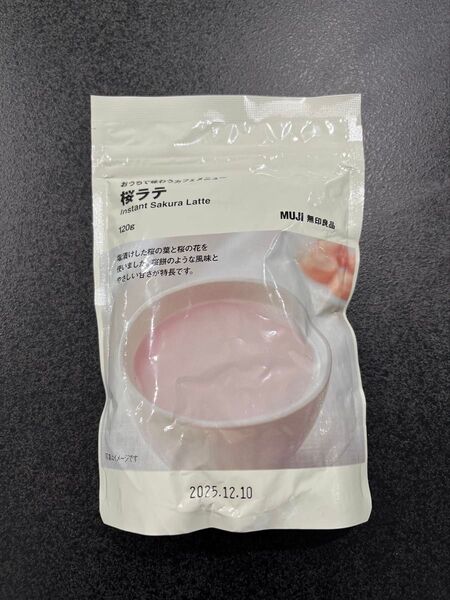 おうちで味わうカフェメニュー
桜ラテ
Instant Sakura Latte
120g
MUJI 無印良品
塩漬けした桜の葉と桜の花を
使いました。桜餅のような風味と
やさしい甘さが特長です。
写真はイメージです
2025.12.10